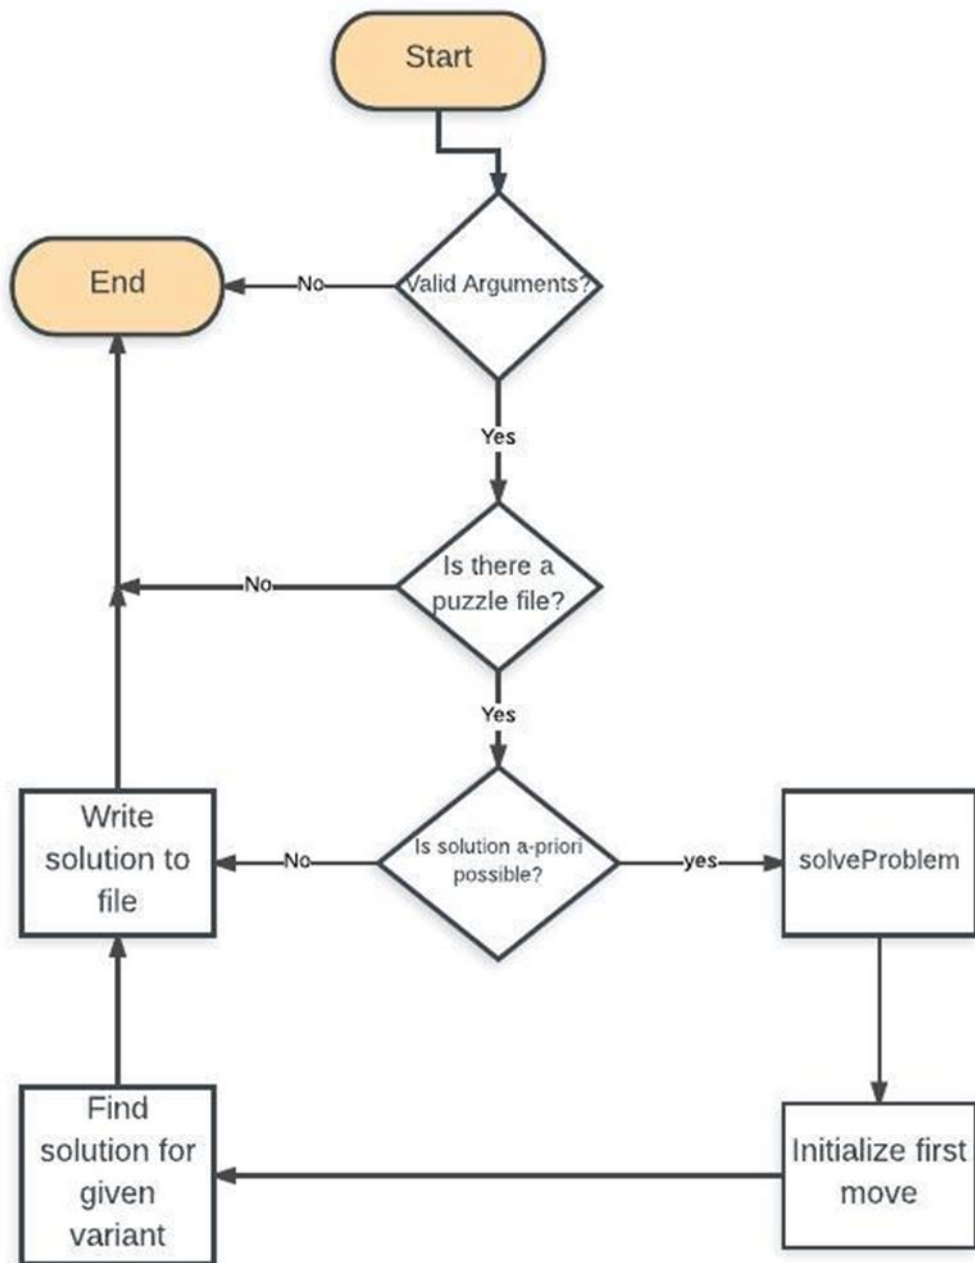 Start
End
No
Valid Arguments?
Yes
Is there a
puzzle file?
No
Yes
Write
solution to
file
No
Is solution a-priori
possible?
yes
solveProblem
Find
solution for
given
variant
Initialize first
move